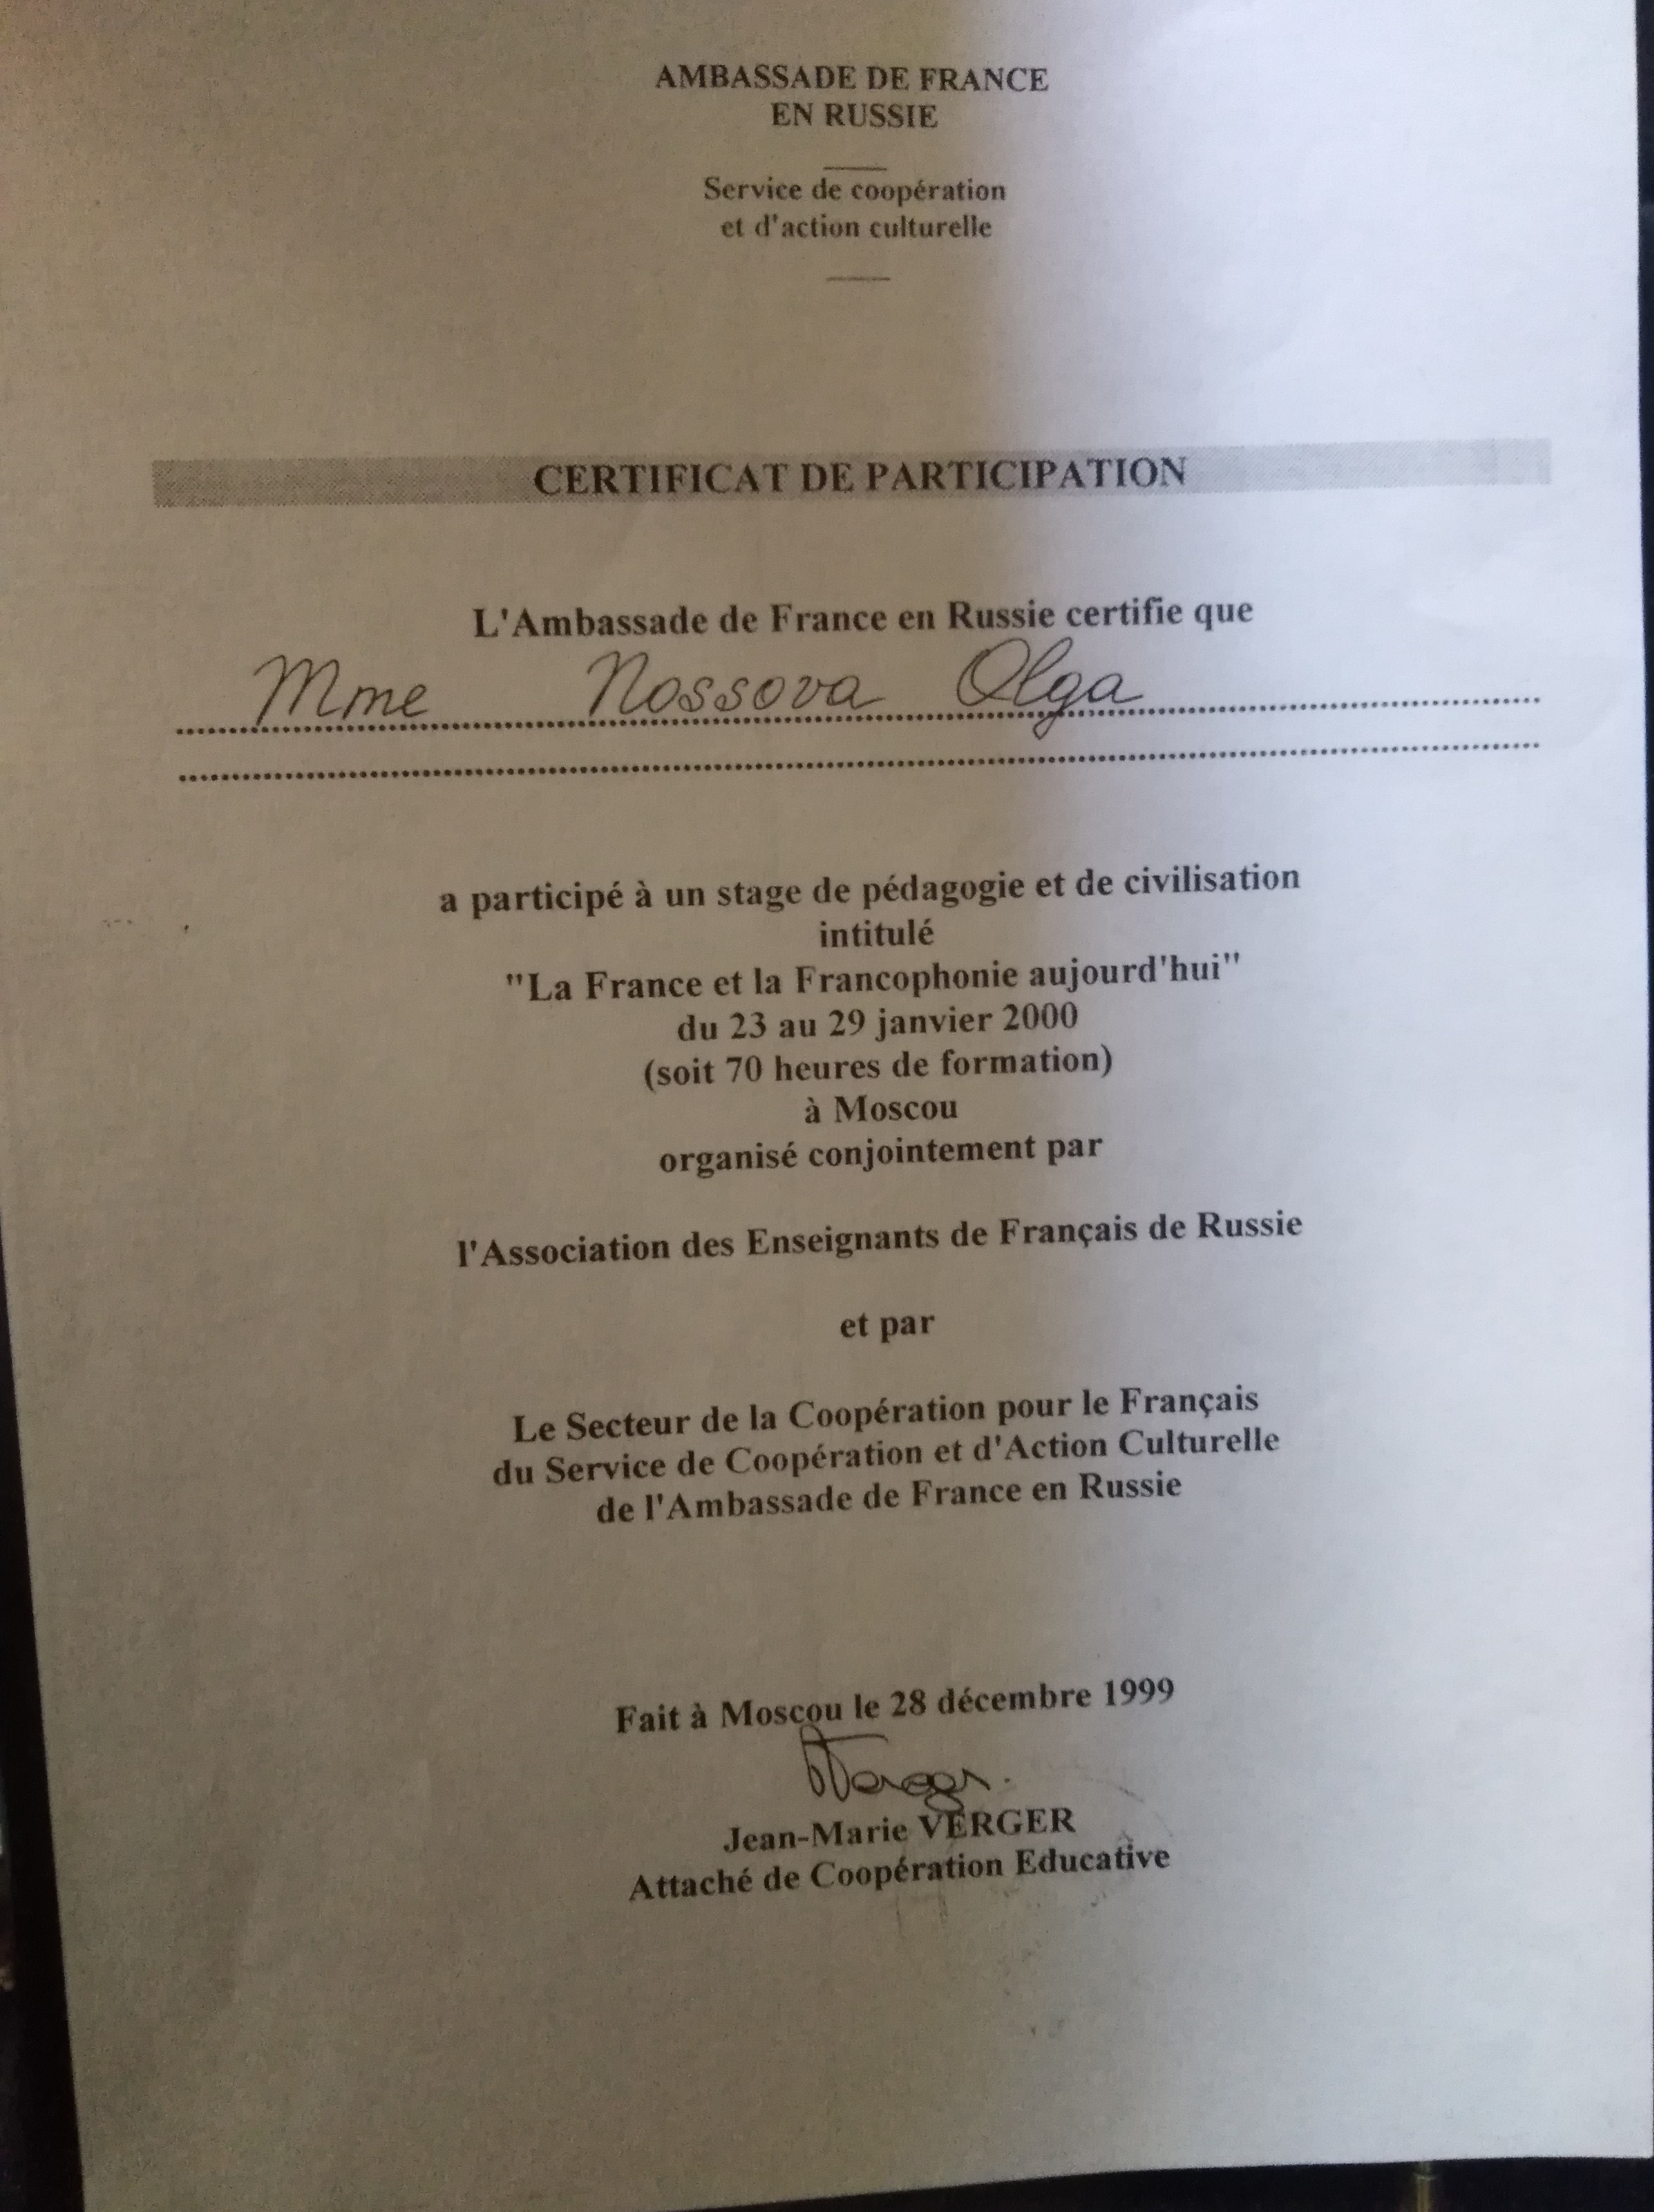 AMBASSADE DE FRANCE
EN RUSSIE
Service de coopération
et d'action culturelle
CERTIFICAT DE PARTICIPATION
L'Ambassade de France en Russie certifie que
Mme Nossova Olga
a participé à un stage de pédagogie et de civilisation
intitulé
"La France et la Francophonie aujourd'hui"
du 23 au 29 janvier 2000
(soit 70 heures de formation)
à Moscou
organisé conjointement par
l'Association des Enseignants de Français de Russie
et par
Le Secteur de la Coopération pour le Français
du Service de Coopération et d'Action Culturelle
de l'Ambassade de France en Russie
Fait à Moscou le 28 décembre 1999
Jean-Marie VERGER
Attaché de Coopération Educative